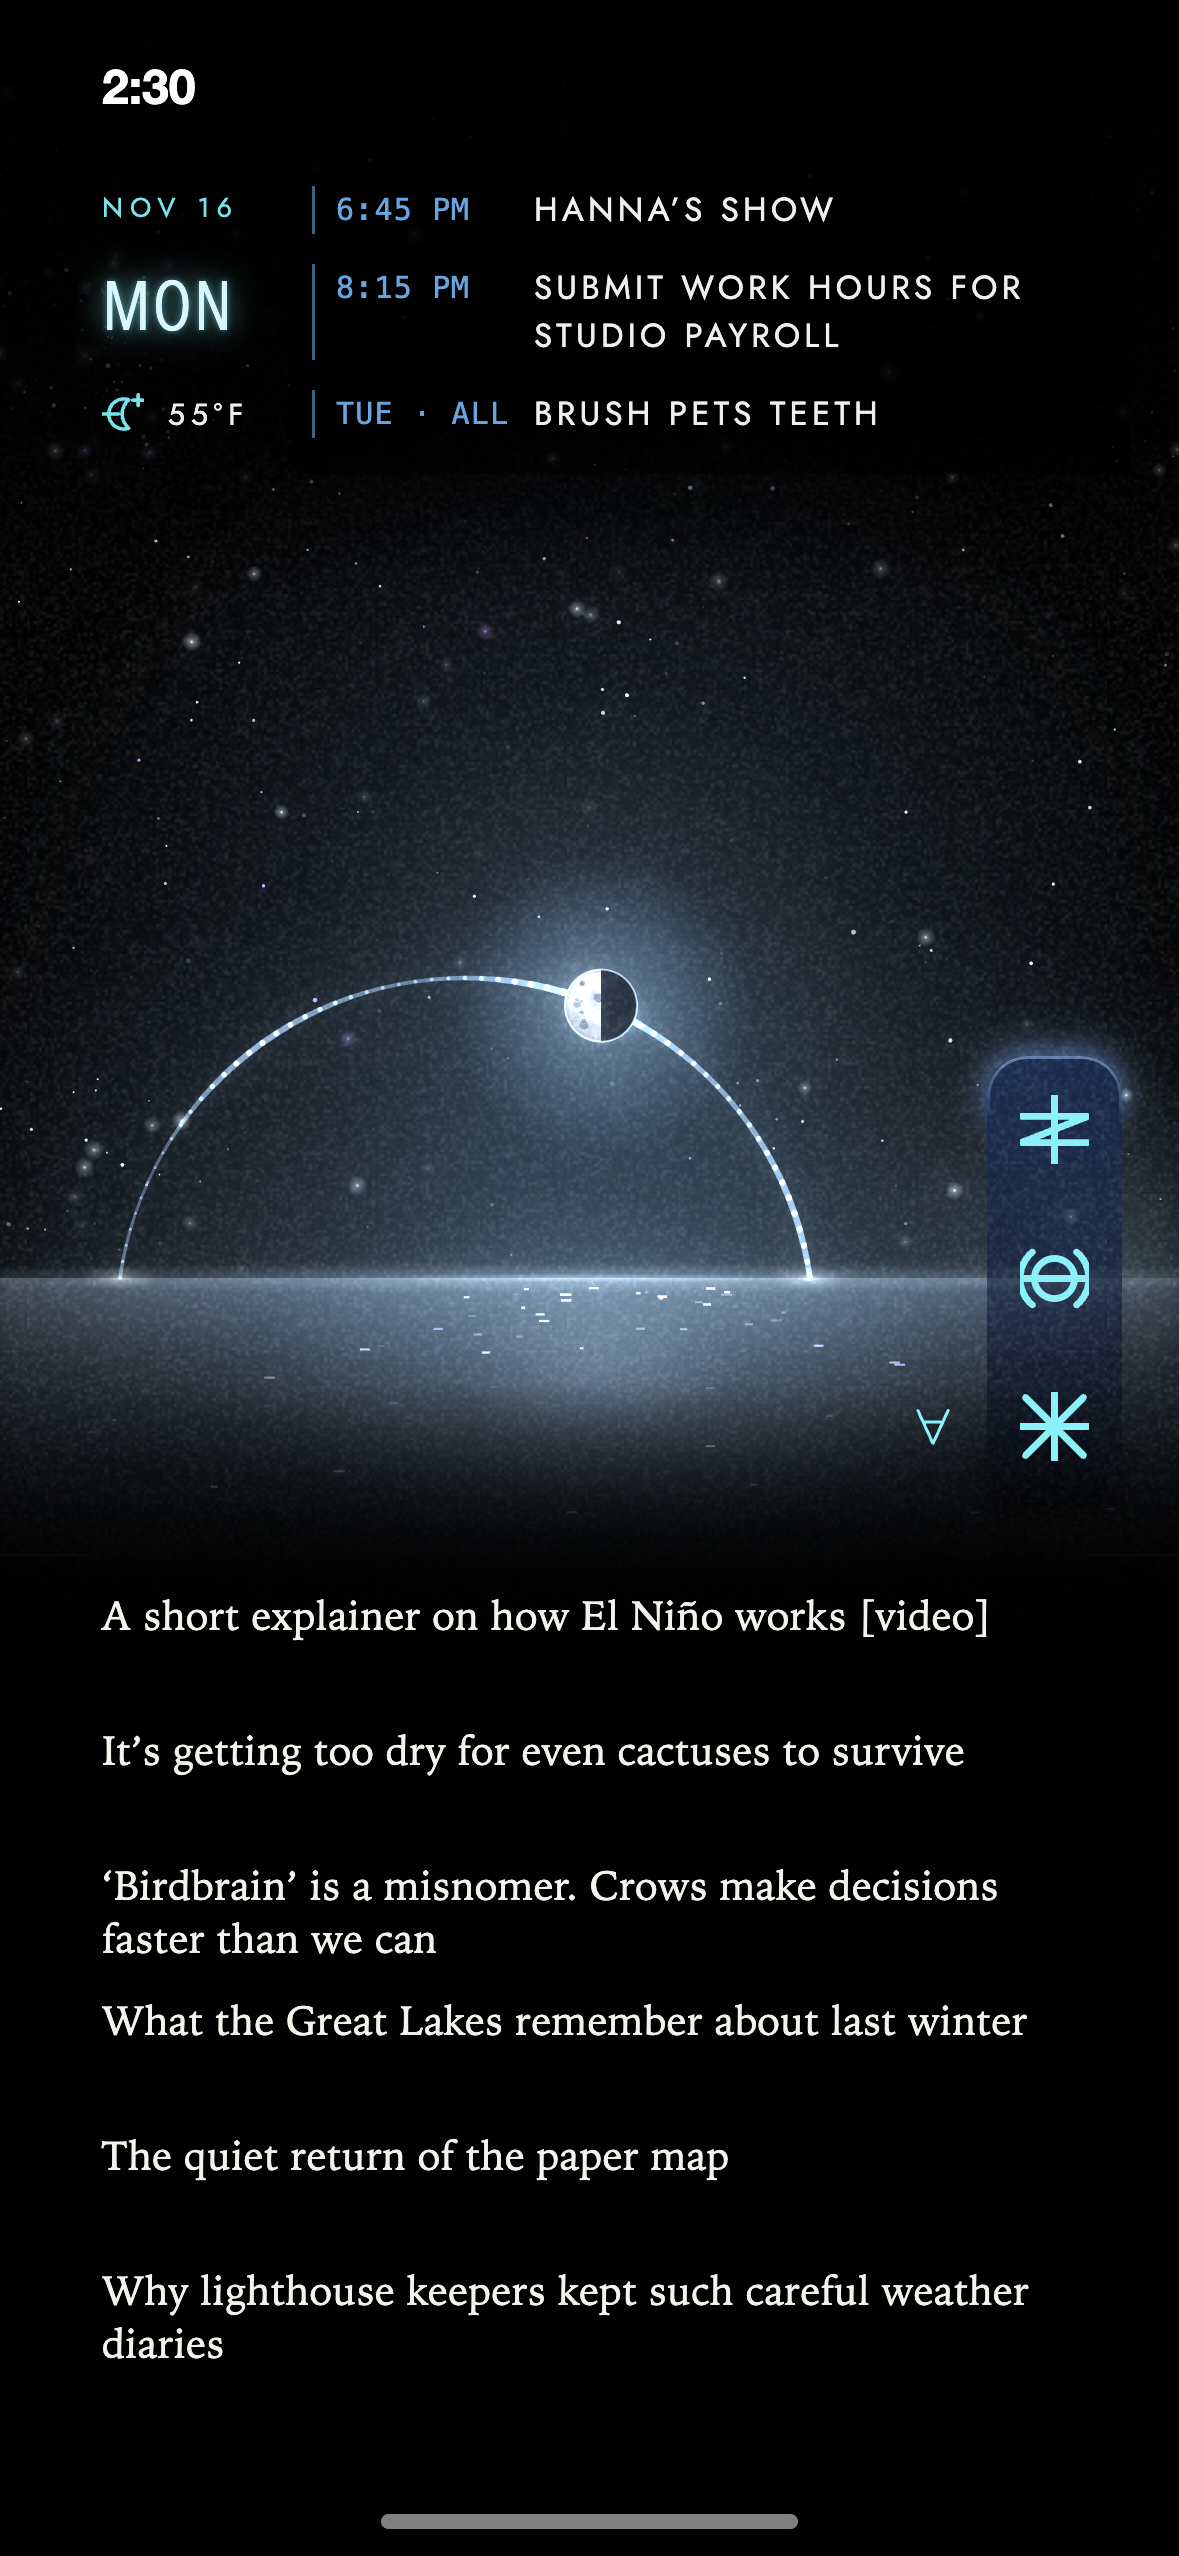 2:30
NOV 16
MON
55°F
6:45 PM HANNA’S SHOW
8:15 PM SUBMIT WORK HOURS FOR
STUDIO PAYROLL
TUE · ALL BRUSH PETS TEETH
A short explainer on how El Niño works [video]
It’s getting too dry for even cactuses to survive
‘Birdbrain’ is a misnomer. Crows make decisions
faster than we can
What the Great Lakes remember about last winter
The quiet return of the paper map
Why lighthouse keepers kept such careful weather
diaries